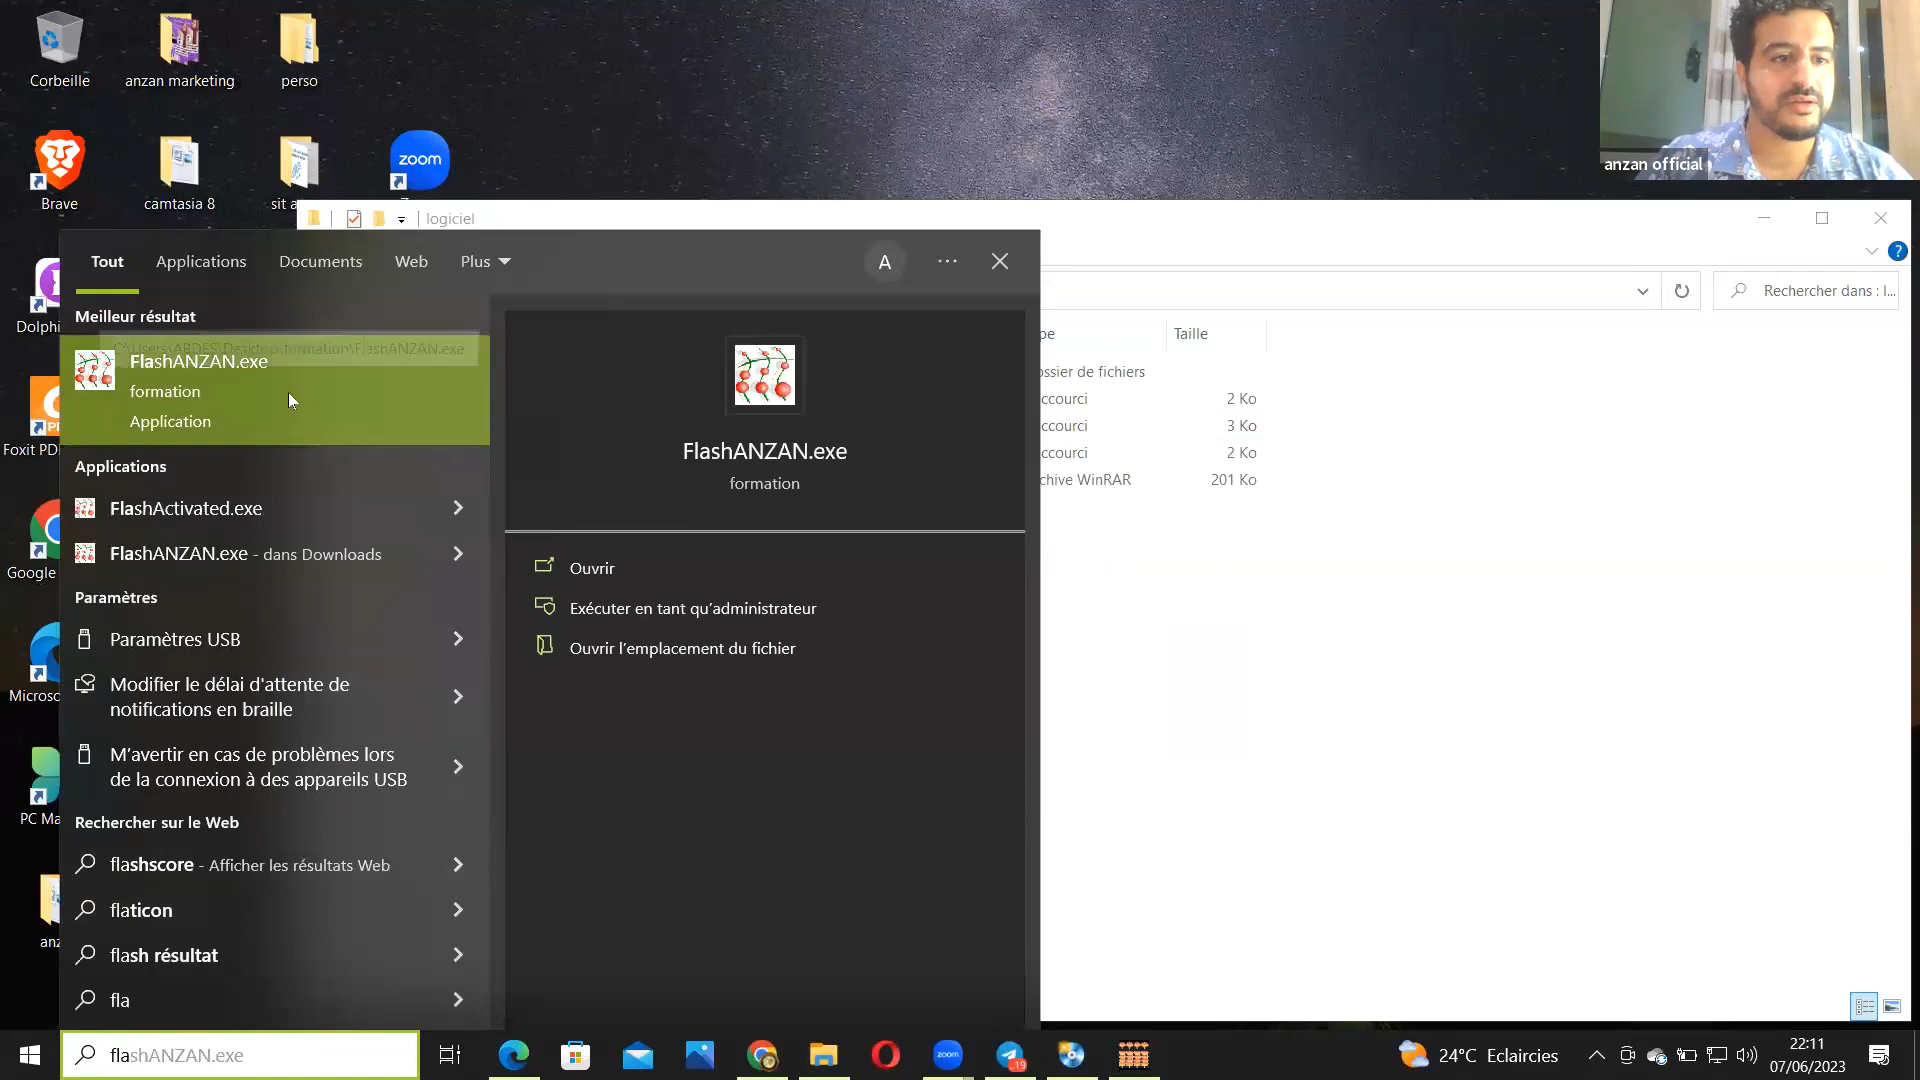 Corbeille
anzan marketing
perso
zoom
Brave
camtasia 8
sit a
anzan official
logiciel
Dolphi
Foxit PD
Google
Microso
PC Ma
anz
Tout
Applications
Documents
Web
Plus
A
Meilleur résultat
C:\Users\ABDES\Desktop\formation\FlashANZAN.exe
FlashANZAN.exe
formation
Application
Applications
FlashActivated.exe
FlashANZAN.exe - dans Downloads
Paramètres
Paramètres USB
Modifier le délai d'attente de
notifications en braille
M'avertir en cas de problèmes lors
de la connexion à des appareils USB
Rechercher sur le Web
flashscore - Afficher les résultats Web
flaticon
flash résultat
fla
FlashANZAN.exe
formation
Ouvrir
Exécuter en tant qu'administrateur
Ouvrir l'emplacement du fichier
?
Rechercher dans : l...
pe
Taille
ossier de fichiers
ccourci
2 Ko
ccourci
3 Ko
ccourci
2 Ko
chive WinRAR
201 Ko
flashANZAN.exe
zoom
19
24°C Eclaircies
22:11
07/06/2023